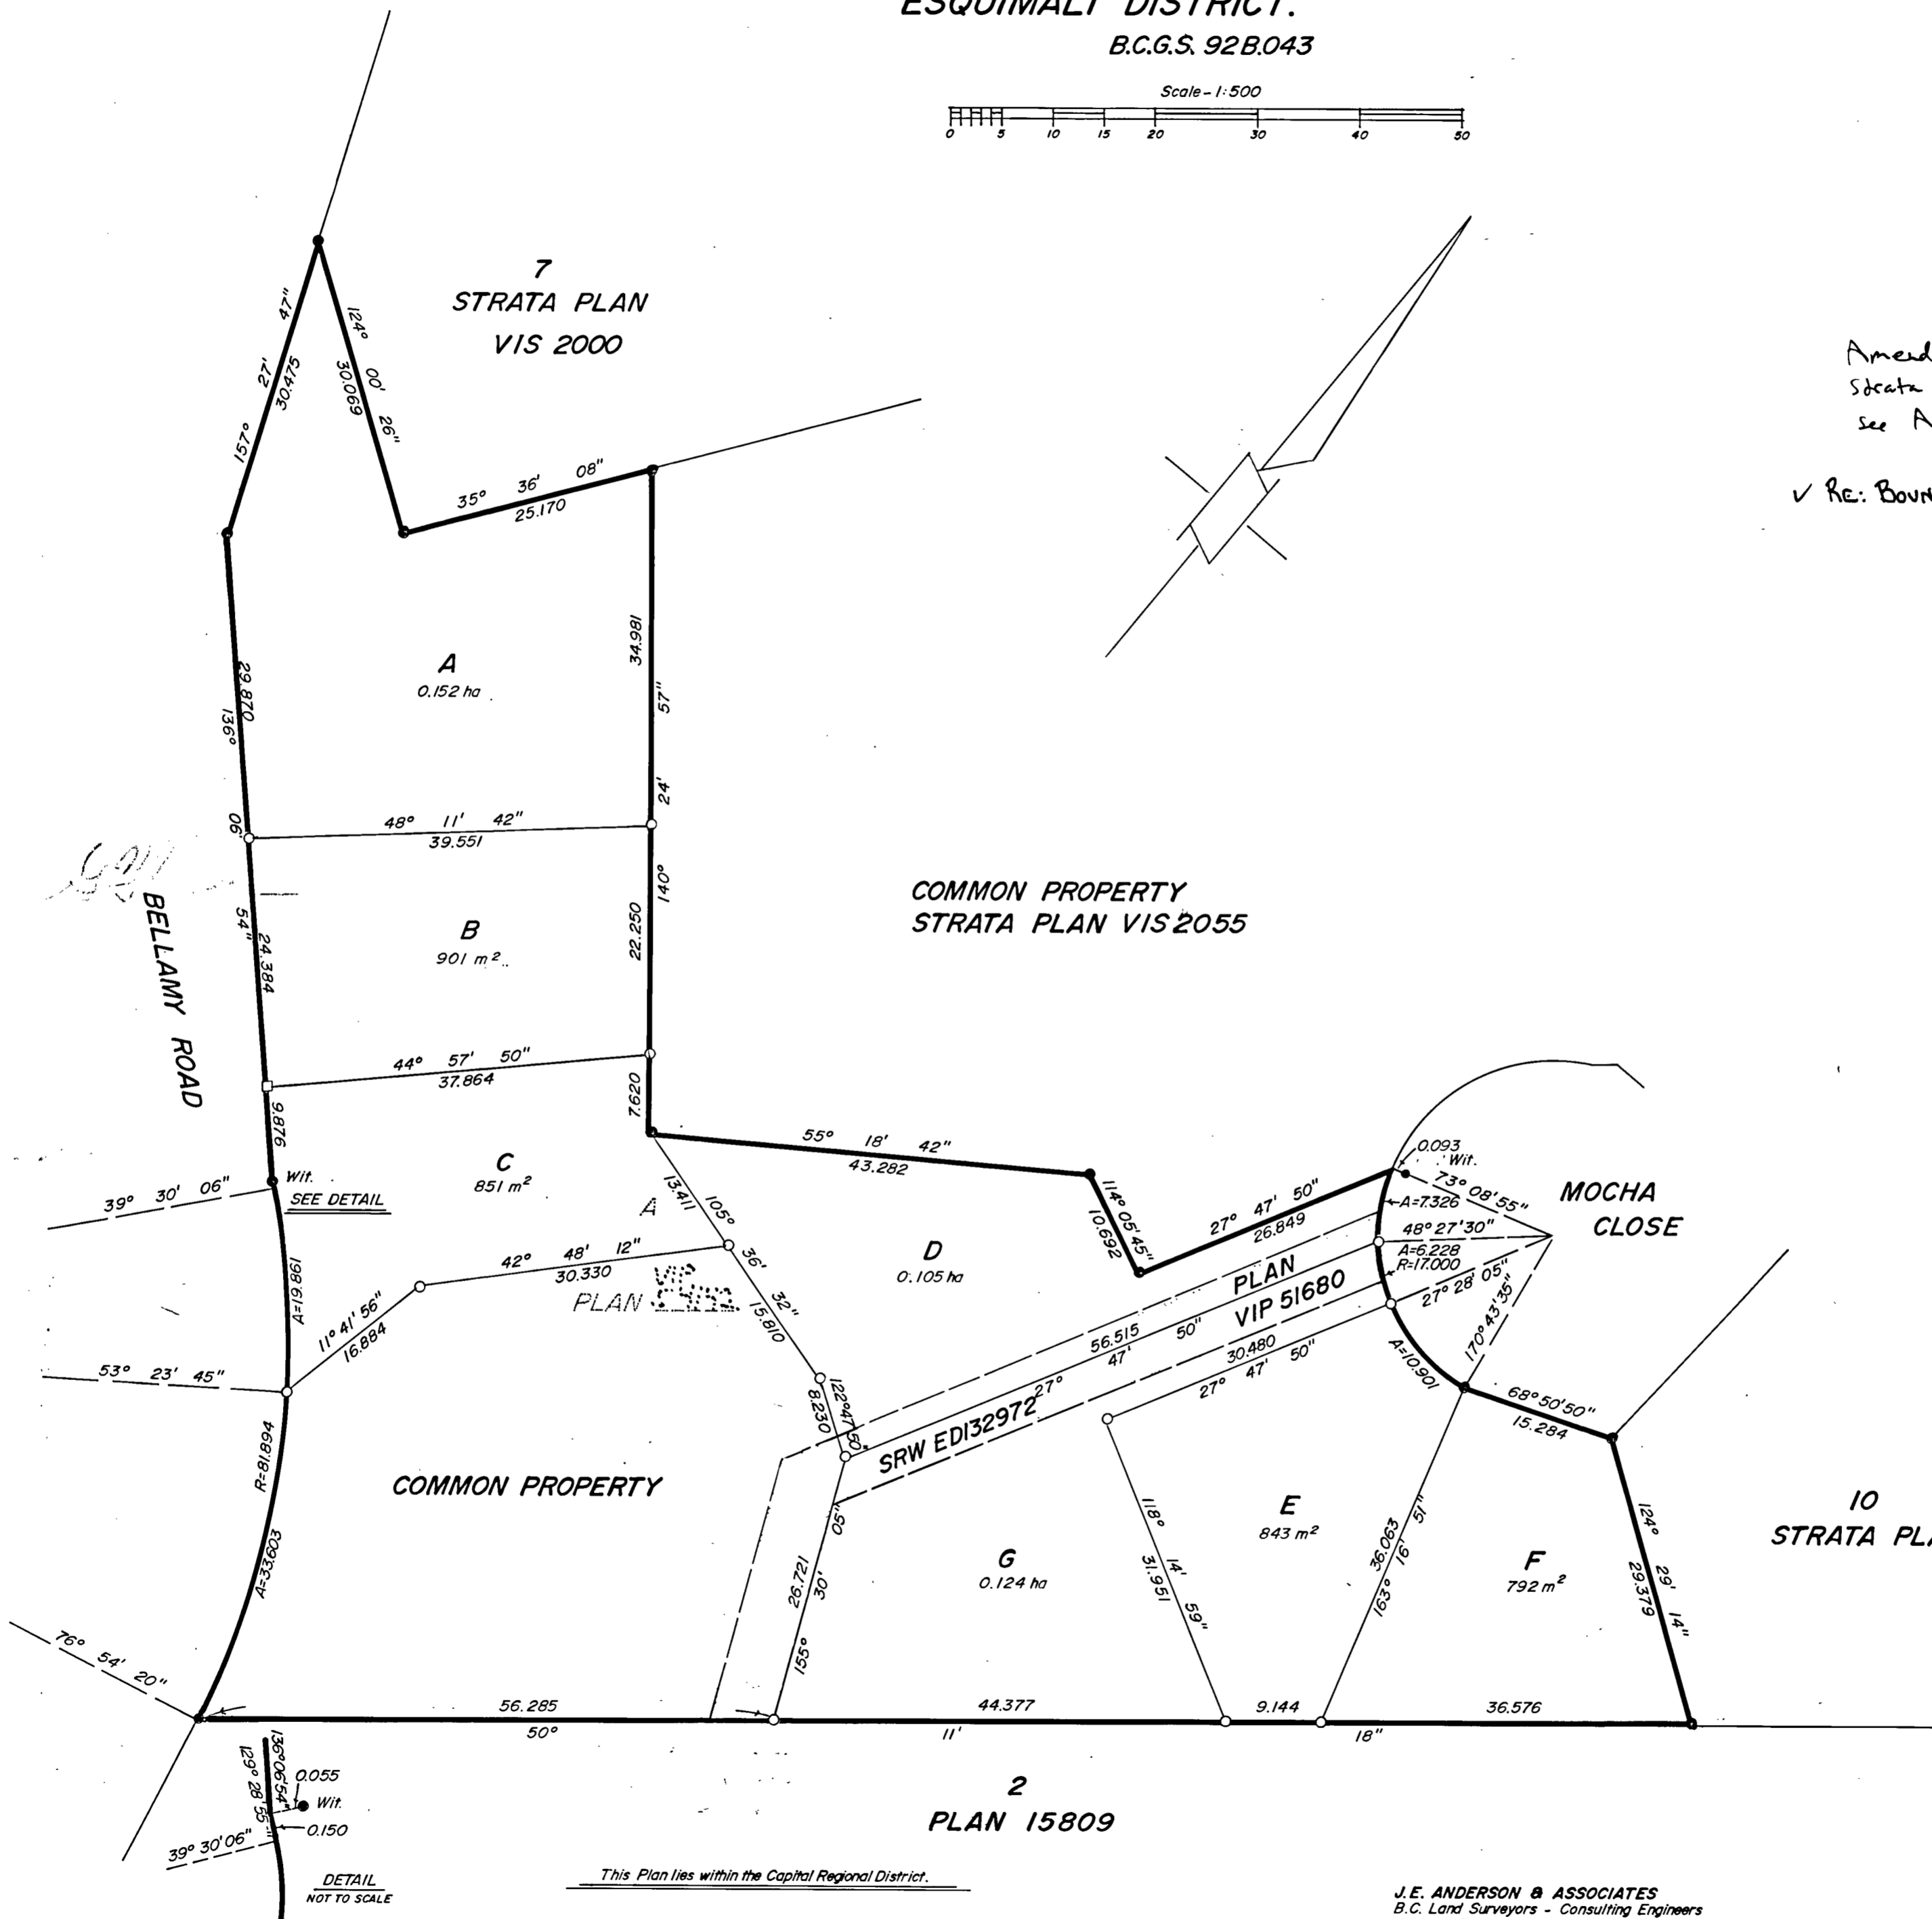 ESQUIMALT DISTRICT.
B.C.G.S. 92B.043
Scale - 1:500
0 5 10 15 20 30 40 50
7
STRATA PLAN
VIS 2000
157° 27' 47"
30.475
124° 00' 26"
30.069
35° 36' 08"
25.170
Strata
see
✓ RE:
A
0.152 ha
29.870
136° 06' 54"
34.981
140° 24' 57"
48° 11' 42"
39.551
B
901 m²
24.384
22.250
BELLAMY ROAD
COMMON PROPERTY
STRATA PLAN VIS 2055
44° 57' 50"
37.864
9.876
7.620
C
851 m²
Wit.
SEE DETAIL
39° 30' 06"
55° 18' 42"
43.282
114° 05' 45"
10.692
27° 47' 50"
26.849
0.093
Wit.
73° 08' 55"
MOCHA
CLOSE
A=7.326
48° 27' 30"
A=6.228
R=17.000
27° 28' 05"
170° 43' 35"
A=10.901
13.411
105° 36' 32"
15.810
A
D
0.105 ha
42° 48' 12"
30.330
PLAN
11° 41' 56"
16.884
A=19.861
53° 23' 45"
R=81.894
A=33.603
122° 47' 50"
8.230
PLAN
VIP 51680
56.515
27° 47' 50"
SRW ED132972
30.480
27° 47' 50"
68° 50' 50"
15.284
COMMON PROPERTY
26.721
155° 30' 05"
G
0.124 ha
118° 14' 59"
31.951
E
843 m²
36.063
163° 16' 51"
F
792 m²
124° 29' 14"
29.379
10
STRATA
76° 54' 20"
56.285
44.377
9.144
36.576
50° 11' 18"
136° 06' 54"
129° 28' 55"
0.055
Wit.
0.150
39° 30' 06"
DETAIL
NOT TO SCALE
2
PLAN 15809
This Plan lies within the Capital Regional District.
J.E. ANDERSON & ASSOCIATES
B.C. Land Surveyors - Consulting Engineers